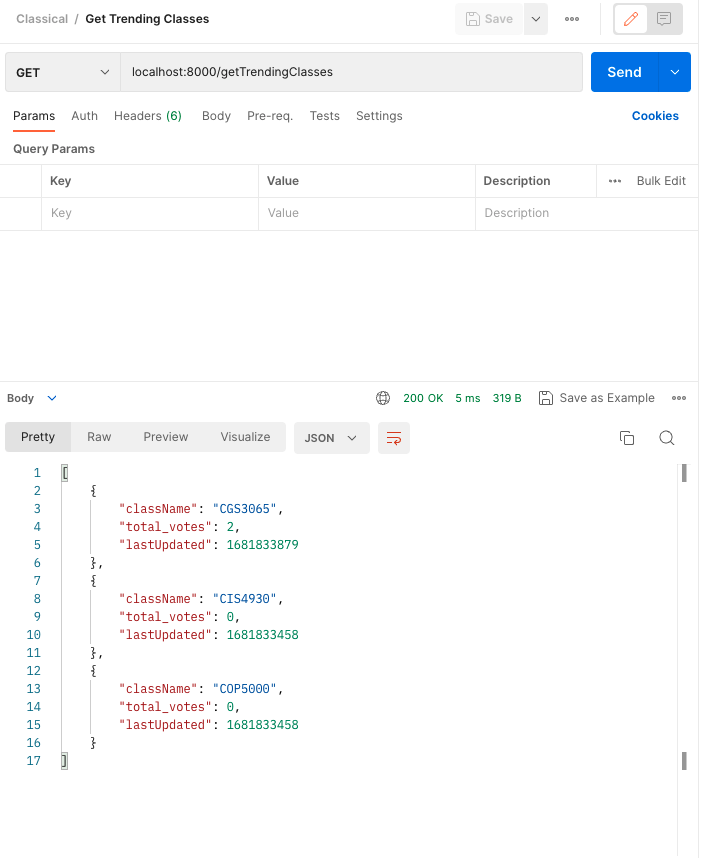 Classical / Get Trending Classes
Save
GET localhost:8000/getTrendingClasses Send
Params Auth Headers (6) Body Pre-req. Tests Settings Cookies
Query Params
Key Value Description Bulk Edit
Key Value Description
Body 200 OK 5 ms 319 B Save as Example
Pretty Raw Preview Visualize JSON
1 [
2 {
3 "className": "CGS3065",
4 "total_votes": 2,
5 "lastUpdated": 1681833879
6 },
7 {
8 "className": "CIS4930",
9 "total_votes": 0,
10 "lastUpdated": 1681833458
11 },
12 {
13 "className": "COP5000",
14 "total_votes": 0,
15 "lastUpdated": 1681833458
16 }
17 ]